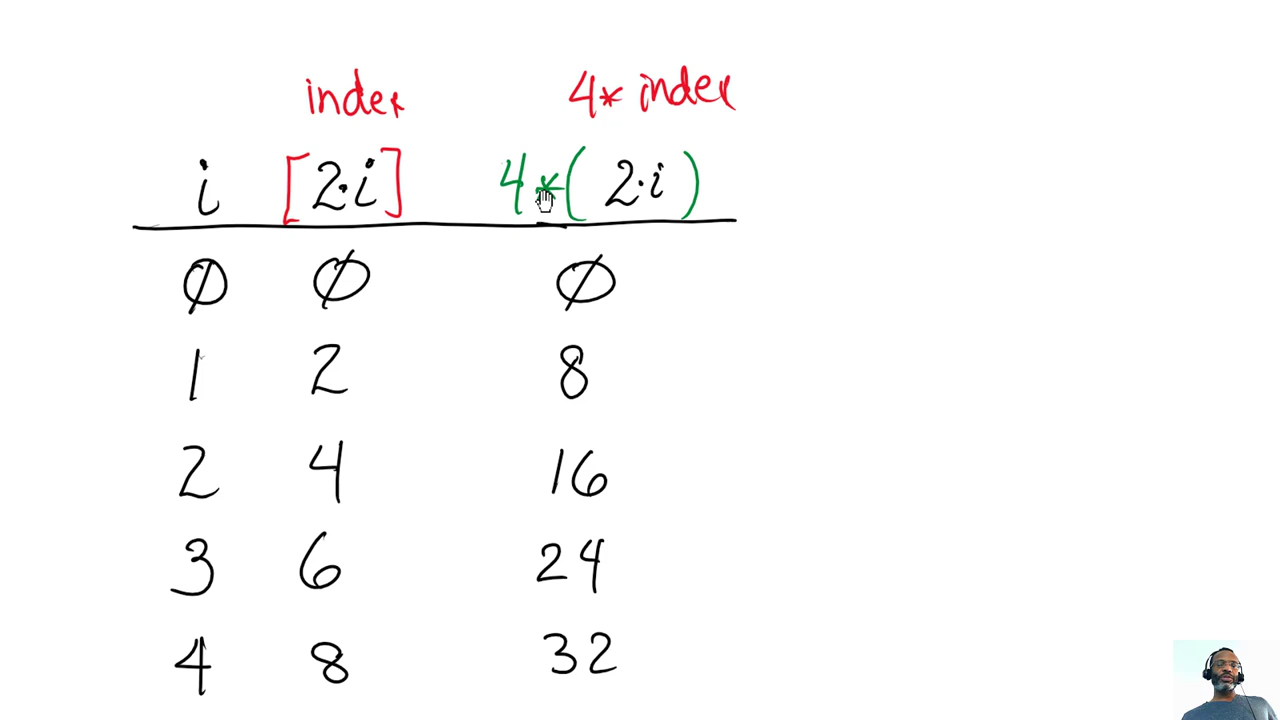 index 4* index
i [2·i] 4*(2·i)
Ø Ø Ø
1 2 8
2 4 16
3 6 24
4 8 32